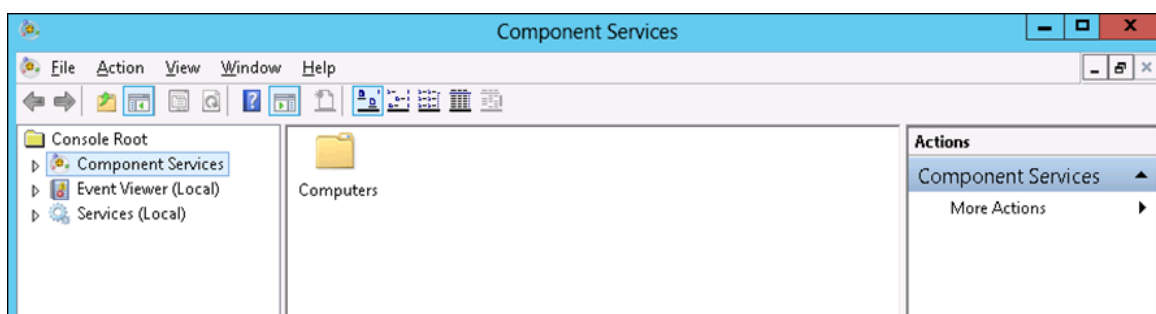 Component Services
File Action View Window Help
Console Root
Component Services
Event Viewer (Local)
Services (Local)
Computers
Actions
Component Services
More Actions